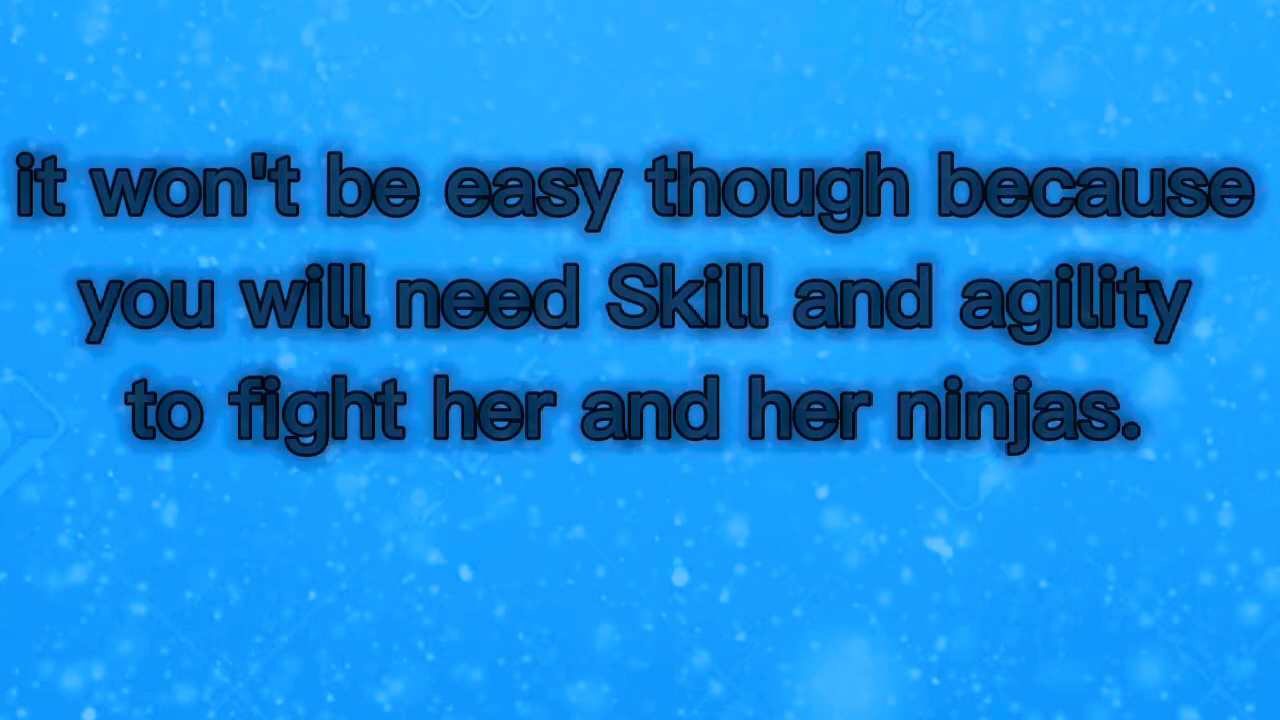 it won't be easy though because
you will need Skill and agility
to fight her and her ninjas.